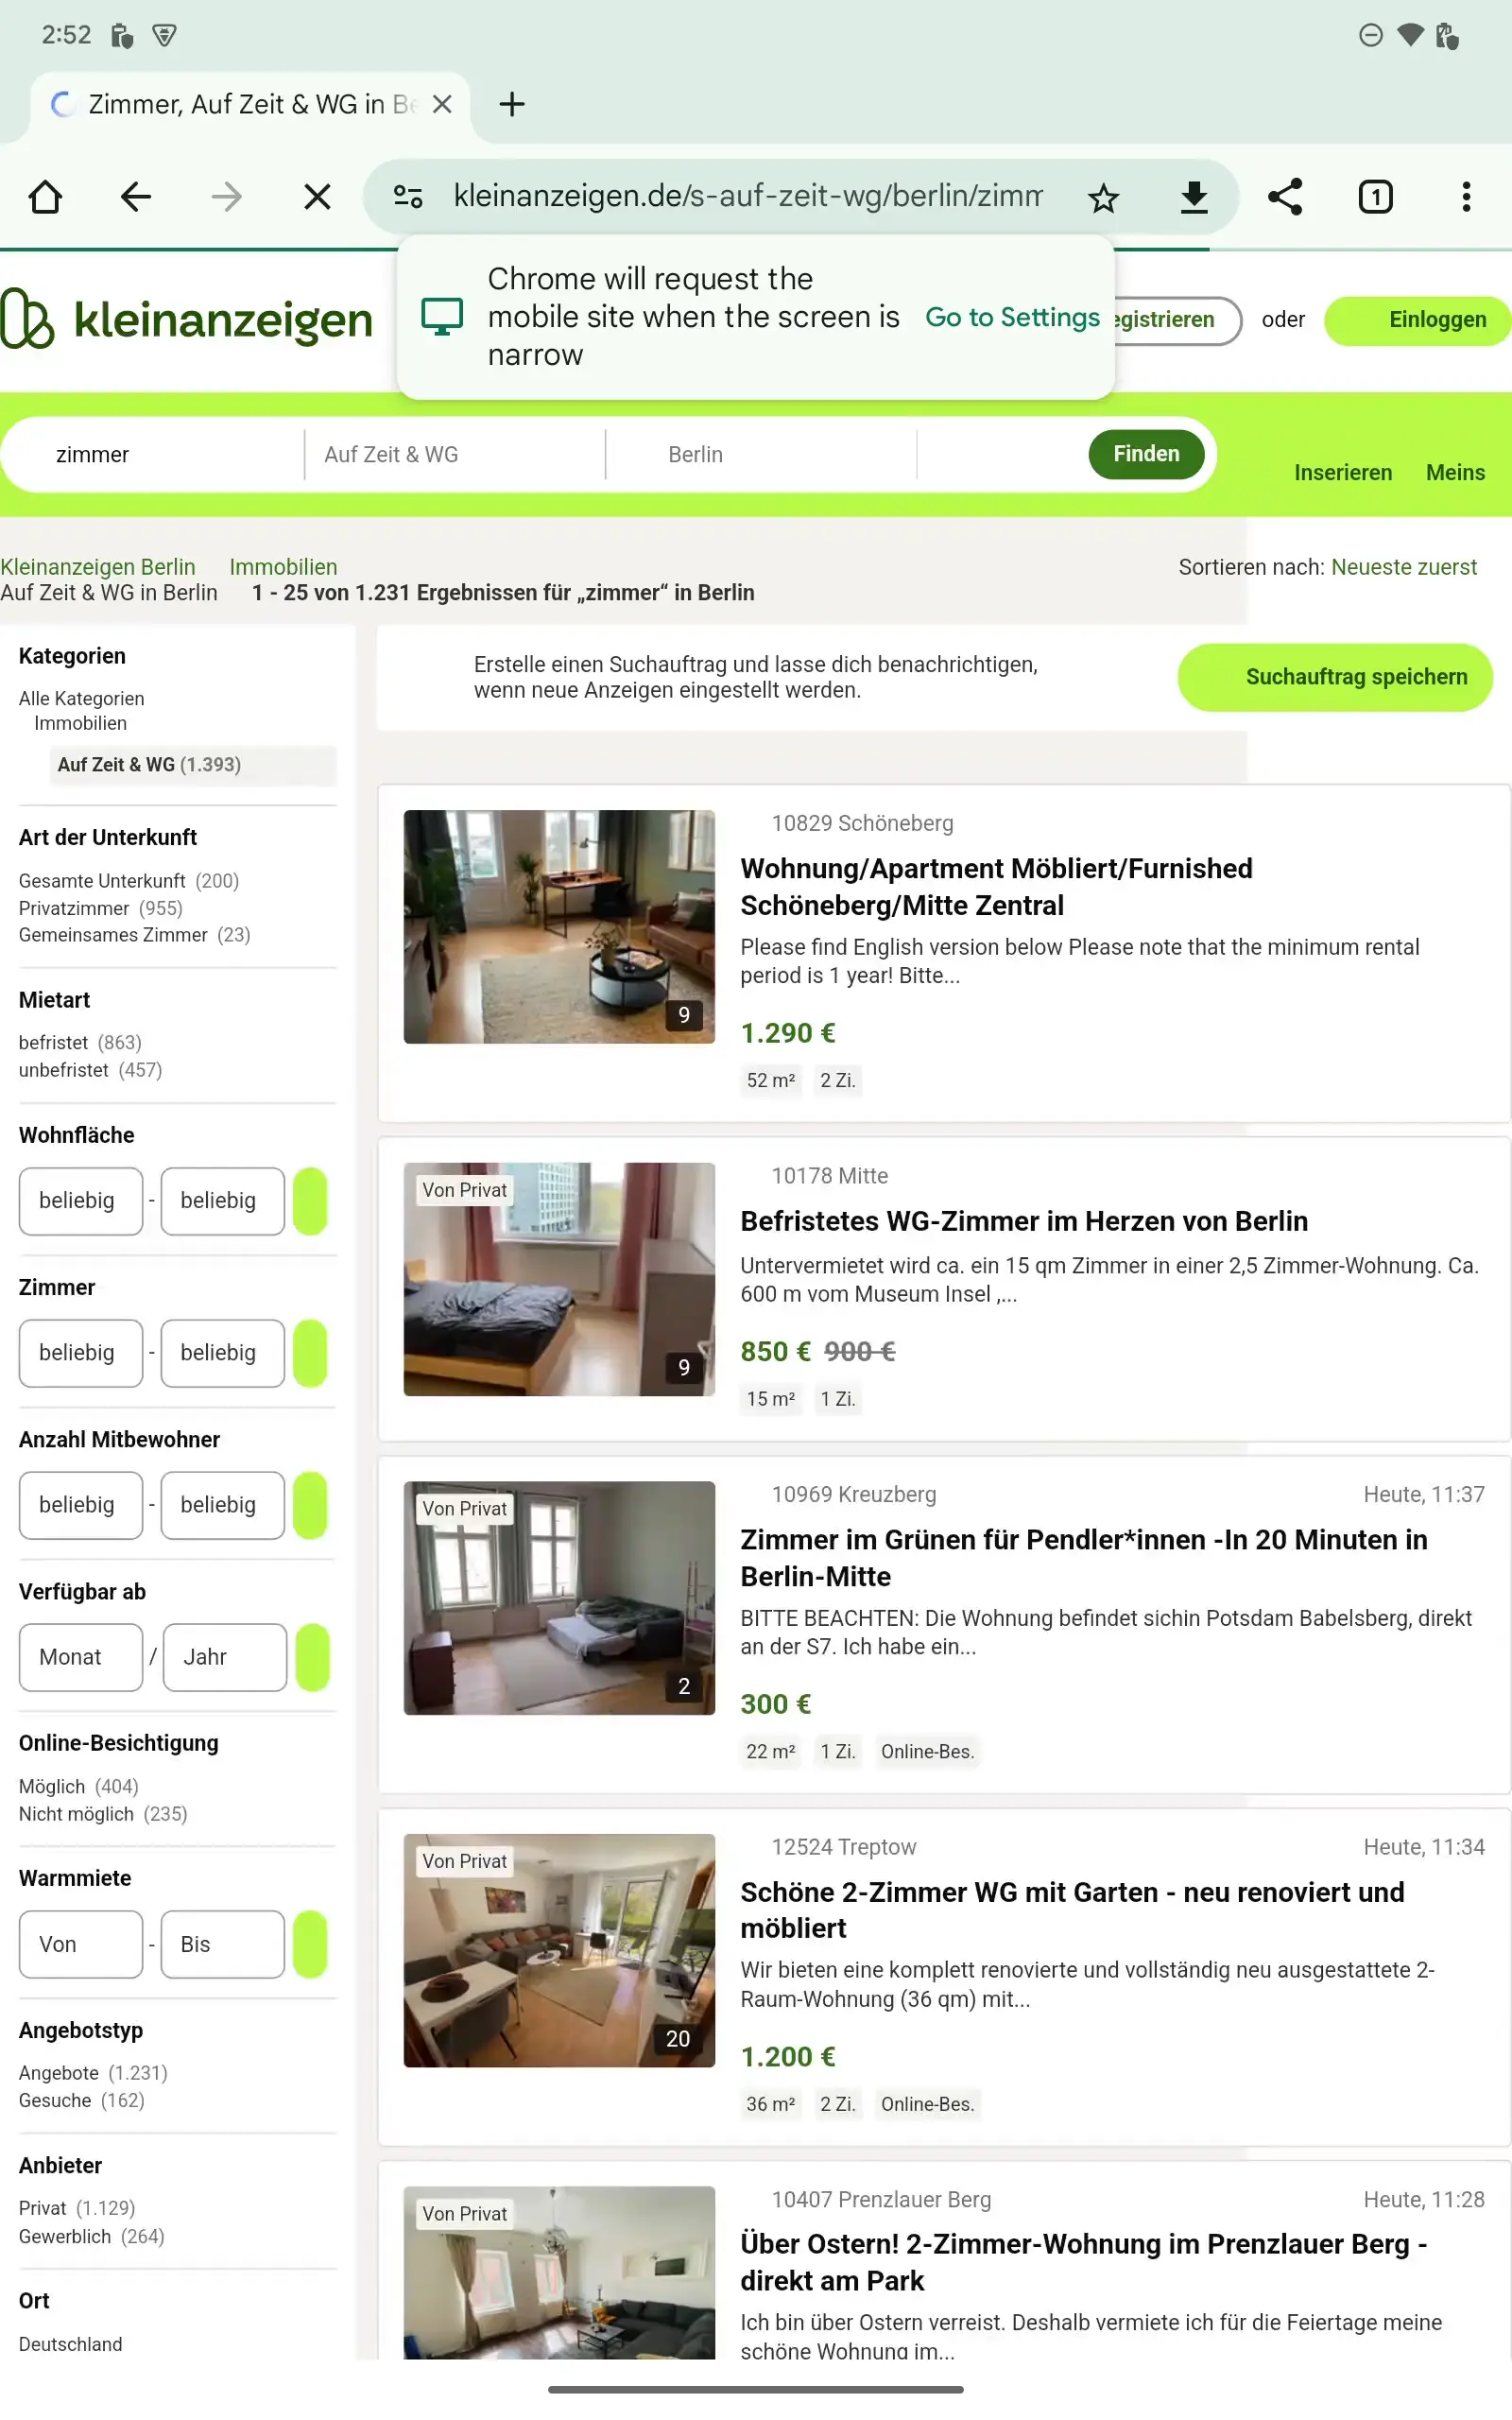 2:52
Zimmer, Auf Zeit & WG in Be
kleinanzeigen.de/s-auf-zeit-wg/berlin/zimm
1
Chrome will request the
mobile site when the screen is
narrow
Go to Settings
kleinanzeigen
egistrieren
oder
Einloggen
zimmer
Auf Zeit & WG
Berlin
Finden
Inserieren
Meins
Kleinanzeigen Berlin
Immobilien
Auf Zeit & WG in Berlin
1 - 25 von 1.231 Ergebnissen für „zimmer“ in Berlin
Sortieren nach: Neueste zuerst
Kategorien
Alle Kategorien
Immobilien
Auf Zeit & WG (1.393)
Art der Unterkunft
Gesamte Unterkunft (200)
Privatzimmer (955)
Gemeinsames Zimmer (23)
Mietart
befristet (863)
unbefristet (457)
Wohnfläche
beliebig - beliebig
Zimmer
beliebig - beliebig
Anzahl Mitbewohner
beliebig - beliebig
Verfügbar ab
Monat / Jahr
Online-Besichtigung
Möglich (404)
Nicht möglich (235)
Warmmiete
Von - Bis
Angebotstyp
Angebote (1.231)
Gesuche (162)
Anbieter
Privat (1.129)
Gewerblich (264)
Ort
Deutschland
Erstelle einen Suchauftrag und lasse dich benachrichtigen,
wenn neue Anzeigen eingestellt werden.
Suchauftrag speichern
9
10829 Schöneberg
Wohnung/Apartment Möbliert/Furnished
Schöneberg/Mitte Zentral
Please find English version below Please note that the minimum rental
period is 1 year! Bitte...
1.290 €
52 m² 2 Zi.
Von Privat
9
10178 Mitte
Befristetes WG-Zimmer im Herzen von Berlin
Untervermietet wird ca. ein 15 qm Zimmer in einer 2,5 Zimmer-Wohnung. Ca.
600 m vom Museum Insel ,...
850 € 900 €
15 m² 1 Zi.
Von Privat
2
10969 Kreuzberg
Heute, 11:37
Zimmer im Grünen für Pendler*innen -In 20 Minuten in
Berlin-Mitte
BITTE BEACHTEN: Die Wohnung befindet sichin Potsdam Babelsberg, direkt
an der S7. Ich habe ein...
300 €
22 m² 1 Zi. Online-Bes.
Von Privat
20
12524 Treptow
Heute, 11:34
Schöne 2-Zimmer WG mit Garten - neu renoviert und
möbliert
Wir bieten eine komplett renovierte und vollständig neu ausgestattete 2-
Raum-Wohnung (36 qm) mit...
1.200 €
36 m² 2 Zi. Online-Bes.
Von Privat
10407 Prenzlauer Berg
Heute, 11:28
Über Ostern! 2-Zimmer-Wohnung im Prenzlauer Berg -
direkt am Park
Ich bin über Ostern verreist. Deshalb vermiete ich für die Feiertage meine
schöne Wohnung im...